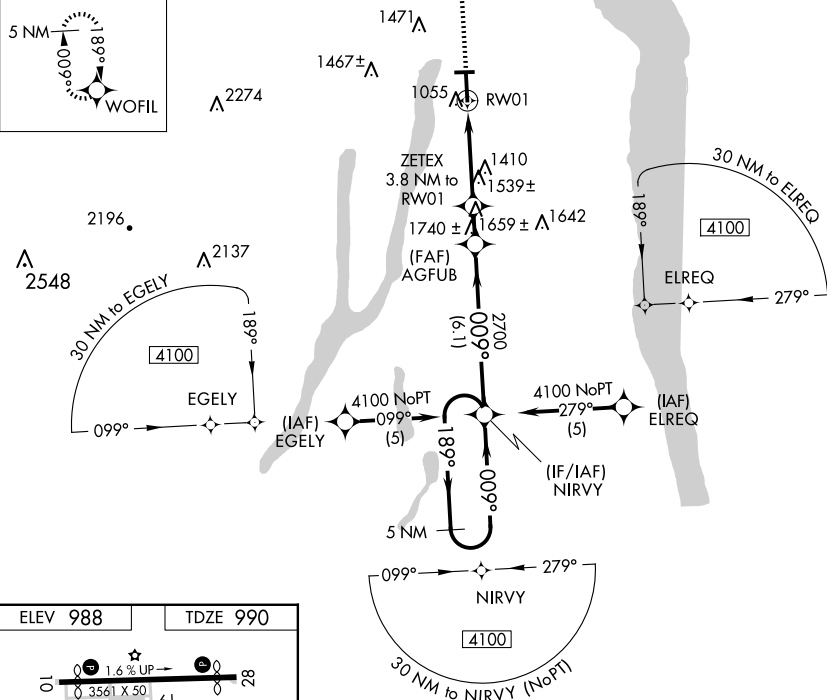 5 NM
009°
189°
WOFIL
1471
1467±
2274
1055
RW01
ZETEX
3.8 NM to
RW01
1410
1539±
2196
1740 ±
1659 ±
1642
(FAF)
AGFUB
2548
2137
30 NM to EGELY
189°
4100
EGELY
099°
30 NM to ELREQ
189°
4100
ELREQ
279°
2700
009°
(6.1)
(IAF)
EGELY
4100 NoPT
099°
(5)
4100 NoPT
279°
(5)
(IAF)
ELREQ
189°
009°
(IF/IAF)
NIRVY
5 NM
099°
279°
NIRVY
4100
30 NM to NIRVY (NoPT)
ELEV 988
TDZE 990
P
P
1.6 % UP
10
28
3561 X 50